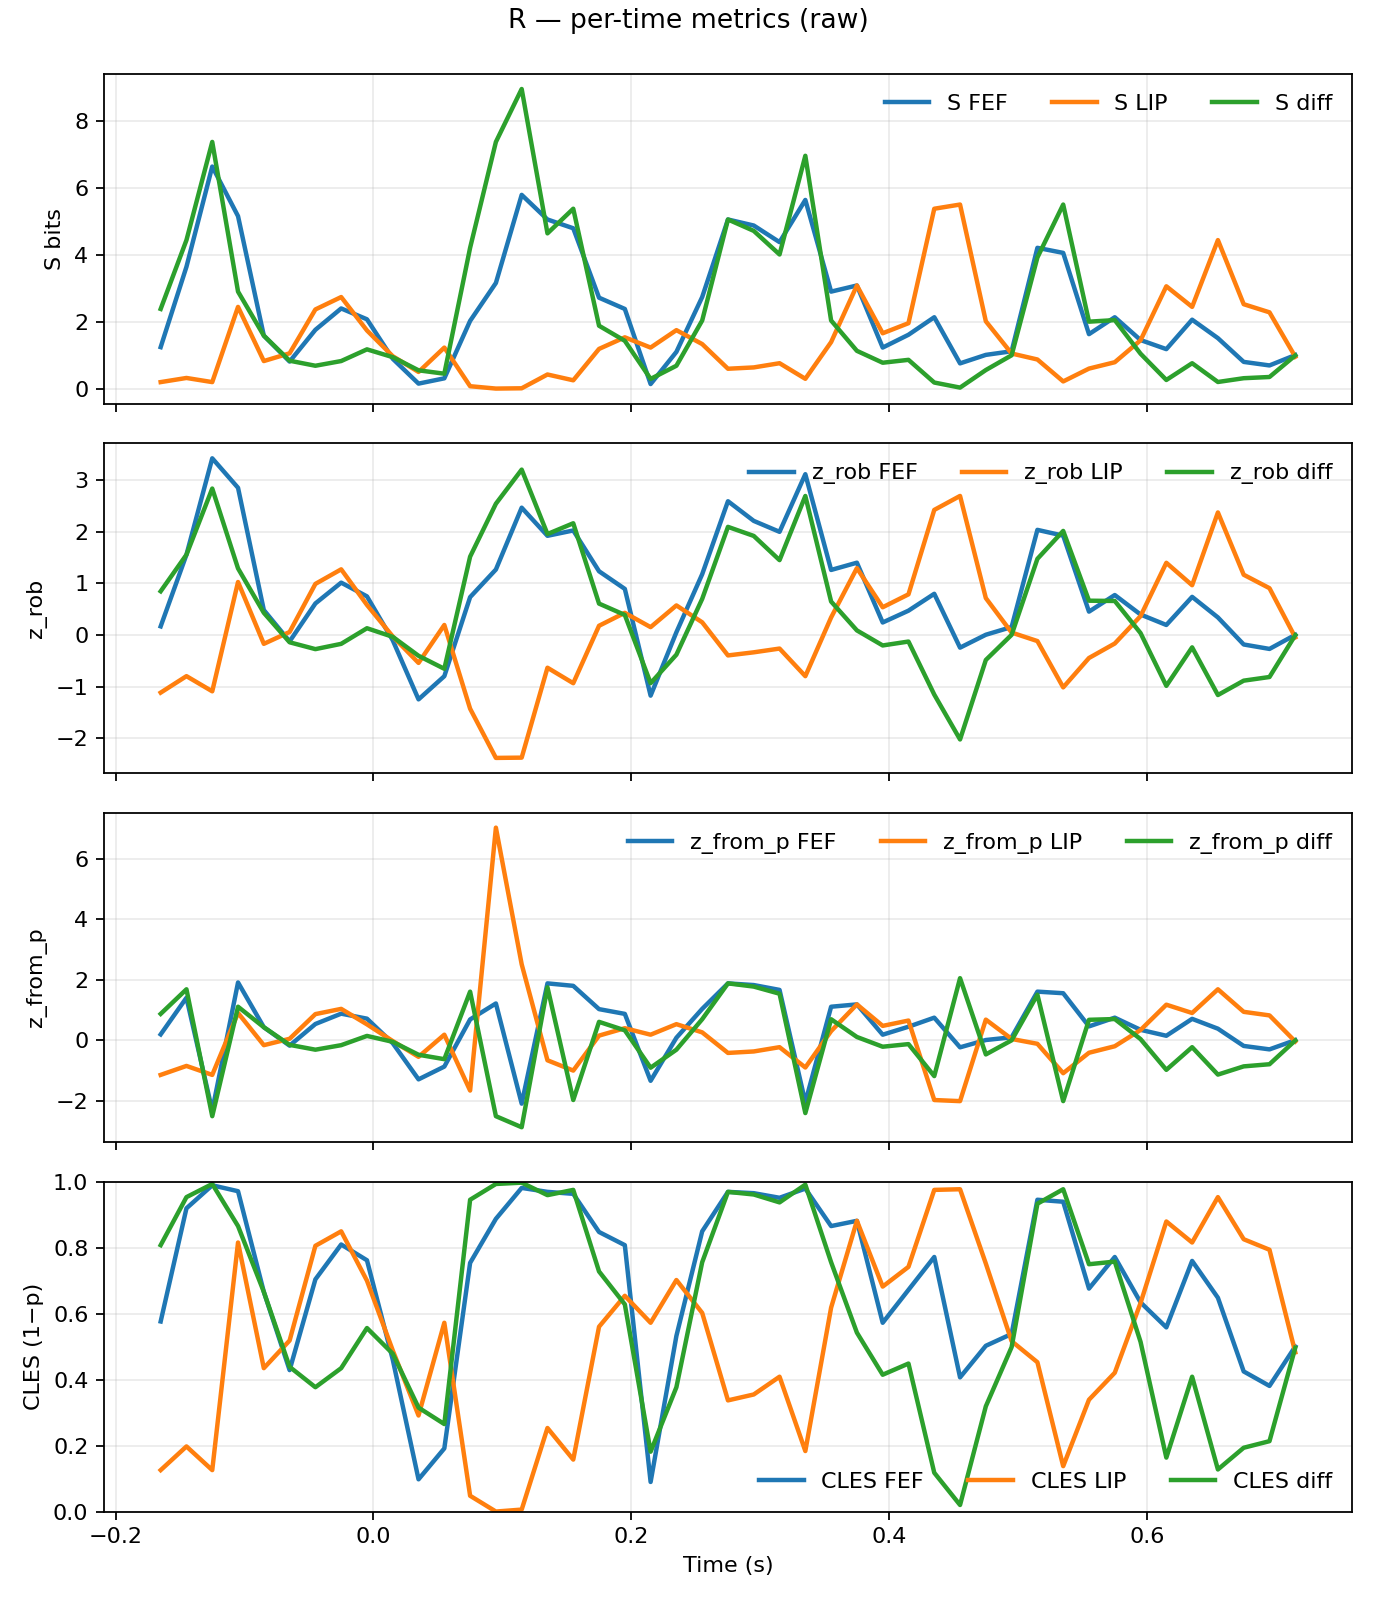 R — per-time metrics (raw)
S FEF S LIP S diff
8
6
4
2
0
S bits
z_rob FEF z_rob LIP z_rob diff
3
2
1
0
−1
−2
z_rob
z_from_p FEF z_from_p LIP z_from_p diff
6
4
2
0
−2
z_from_p
1.0
0.8
0.6
0.4
0.2
0.0
CLES (1−p)
CLES FEF CLES LIP CLES diff
−0.2 0.0 0.2 0.4 0.6
Time (s)